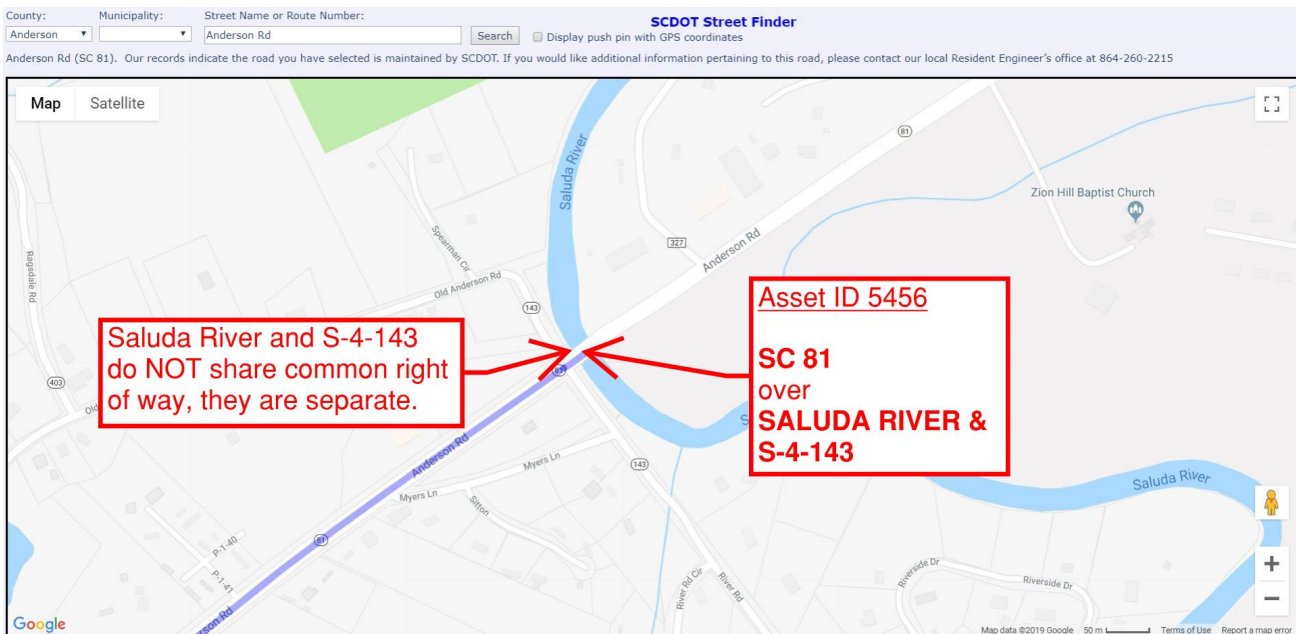 County:
Municipality:
Street Name or Route Number:
SCDOT Street Finder
Anderson
Anderson Rd
Search
Display push pin with GPS coordinates
Anderson Rd (SC 81). Our records indicate the road you have selected is maintained by SCDOT. If you would like additional information pertaining to this road, please contact our local Resident Engineer's office at 864-260-2215
Map
Satellite
81
Saluda River
Zion Hill Baptist Church
Spearman Cir
327
Anderson Rd
Ragsdale Rd
Old Anderson Rd
143
Asset ID 5456
SC 81
over
SALUDA RIVER &
S-4-143
Saluda River and S-4-143
do NOT share common right
of way, they are separate.
403
81
Anderson Rd
Myers Ln
143
Myers Ln
Sitton
Saluda River
81
P-1-40
P-1-41
River Rd Cir
River Rd
Riverside Dr
Riverside Dr
Google
Map data ©2019 Google
50 m
Terms of Use
Report a map error